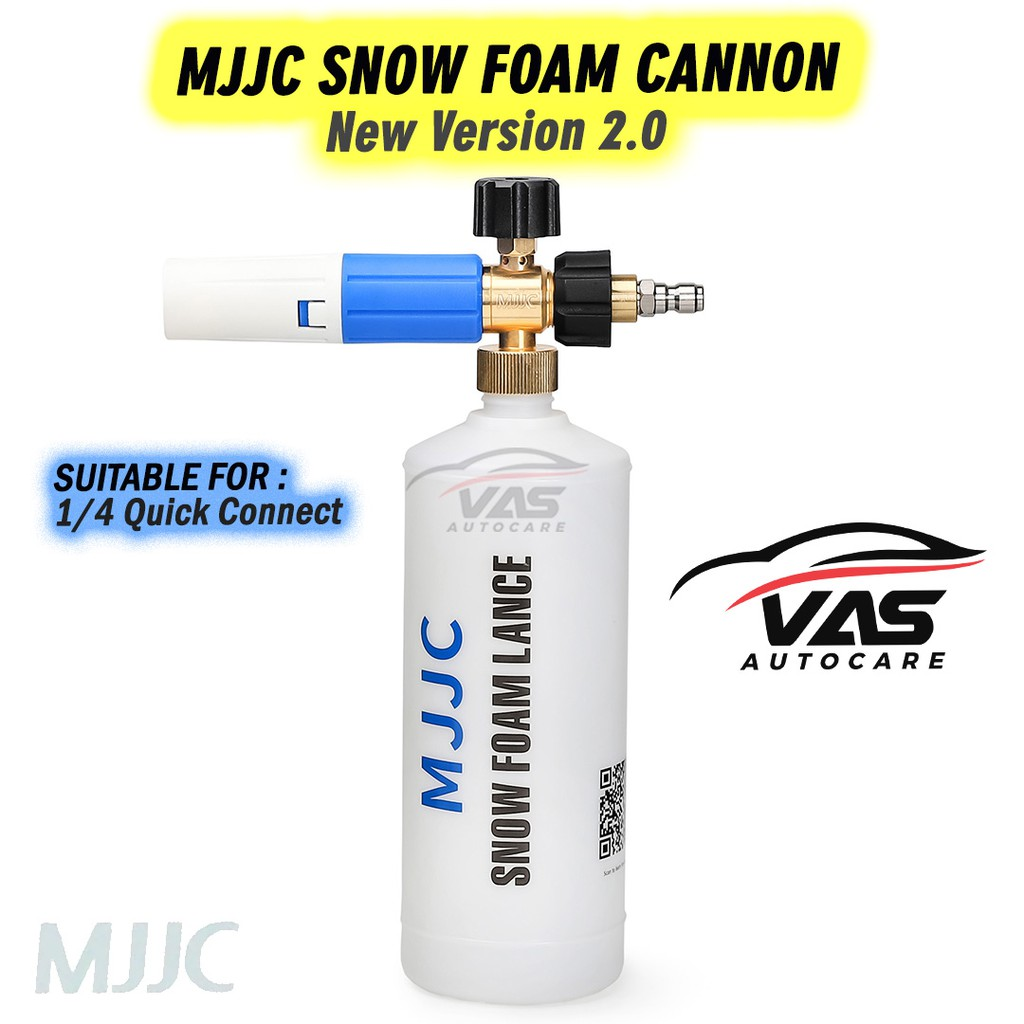 MJJC SNOW FOAM CANNON
New Version 2.0
MJJC
SUITABLE FOR :
1/4 Quick Connect
VAS
AUTOCARE
MJJC
SNOW FOAM LANCE
VAS
AUTOCARE
MJJC